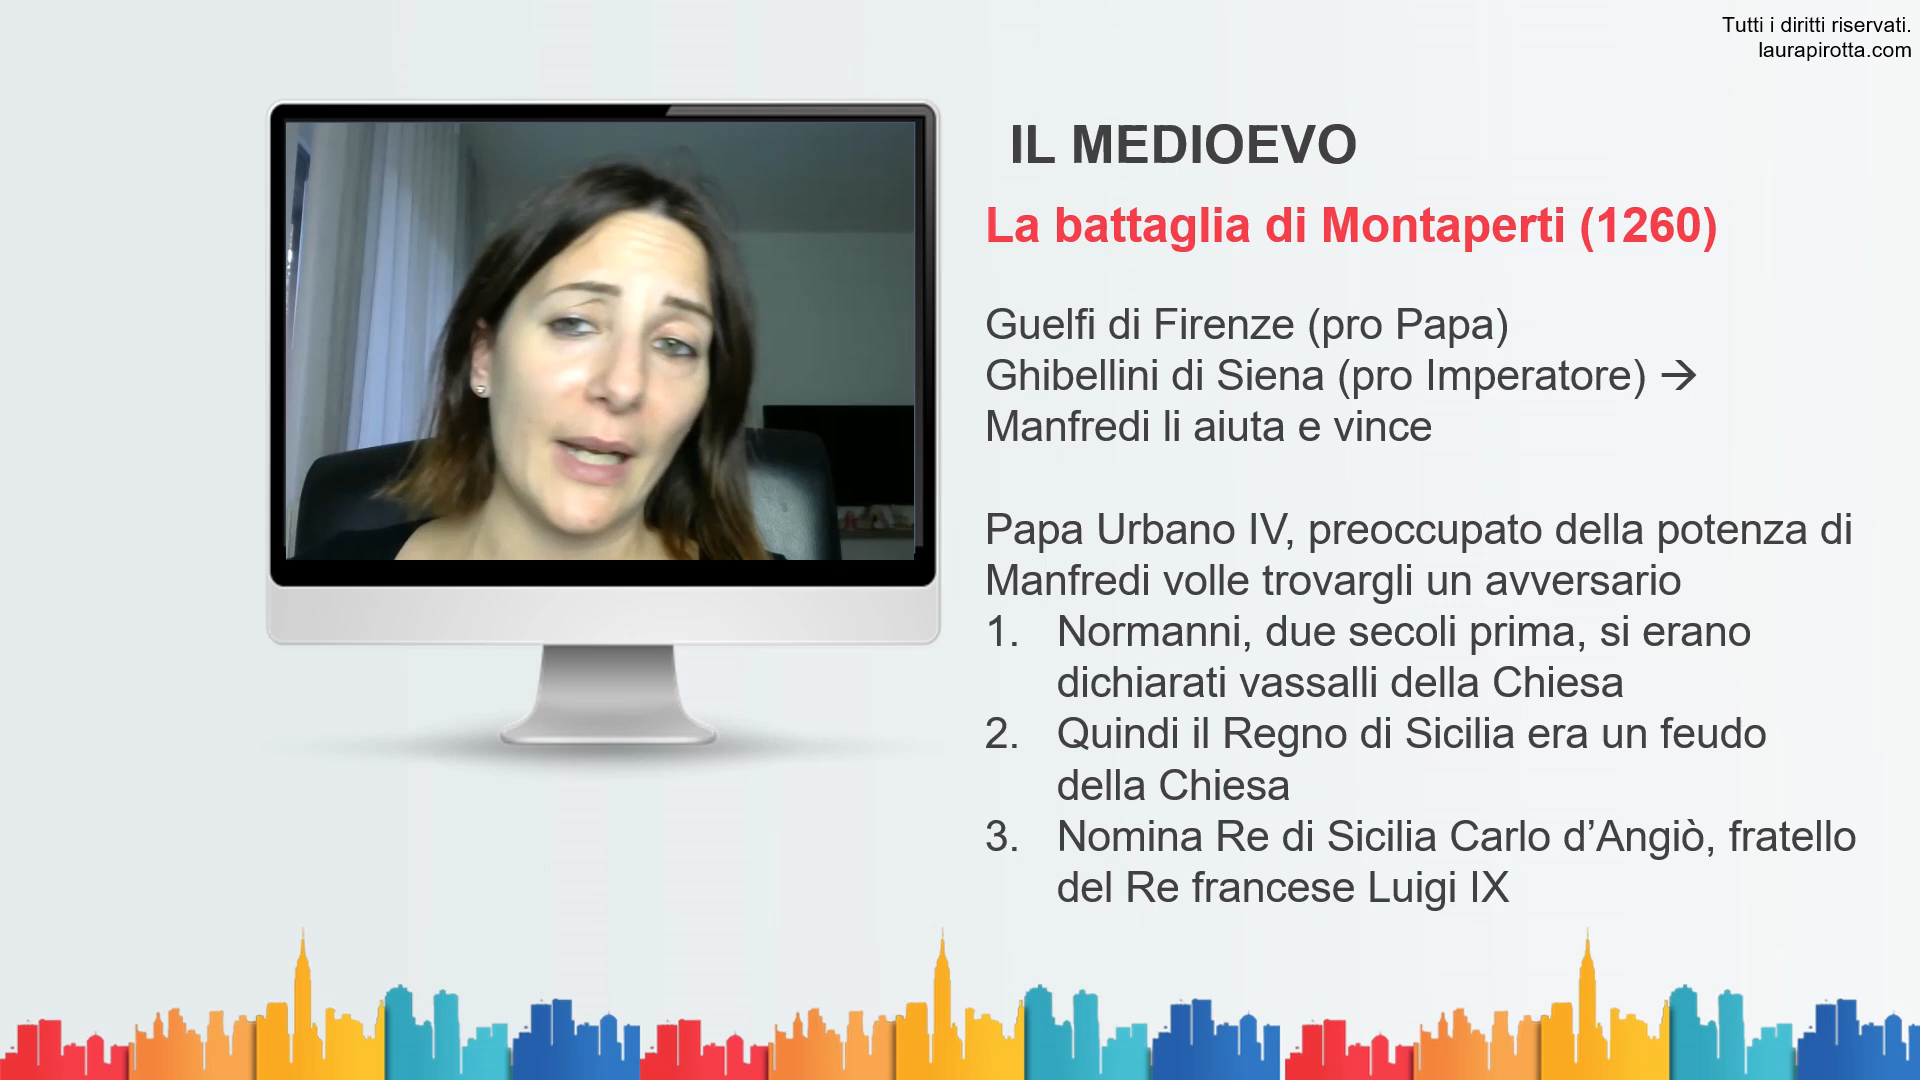 Tutti i diritti riservati.
laurapirotta.com
IL MEDIOEVO
La battaglia di Montaperti (1260)
Guelfi di Firenze (pro Papa)
Ghibellini di Siena (pro Imperatore) →
Manfredi li aiuta e vince
Papa Urbano IV, preoccupato della potenza di
Manfredi volle trovargli un avversario
1. Normanni, due secoli prima, si erano
dichiarati vassalli della Chiesa
2. Quindi il Regno di Sicilia era un feudo
della Chiesa
3. Nomina Re di Sicilia Carlo d’Angiò, fratello
del Re francese Luigi IX